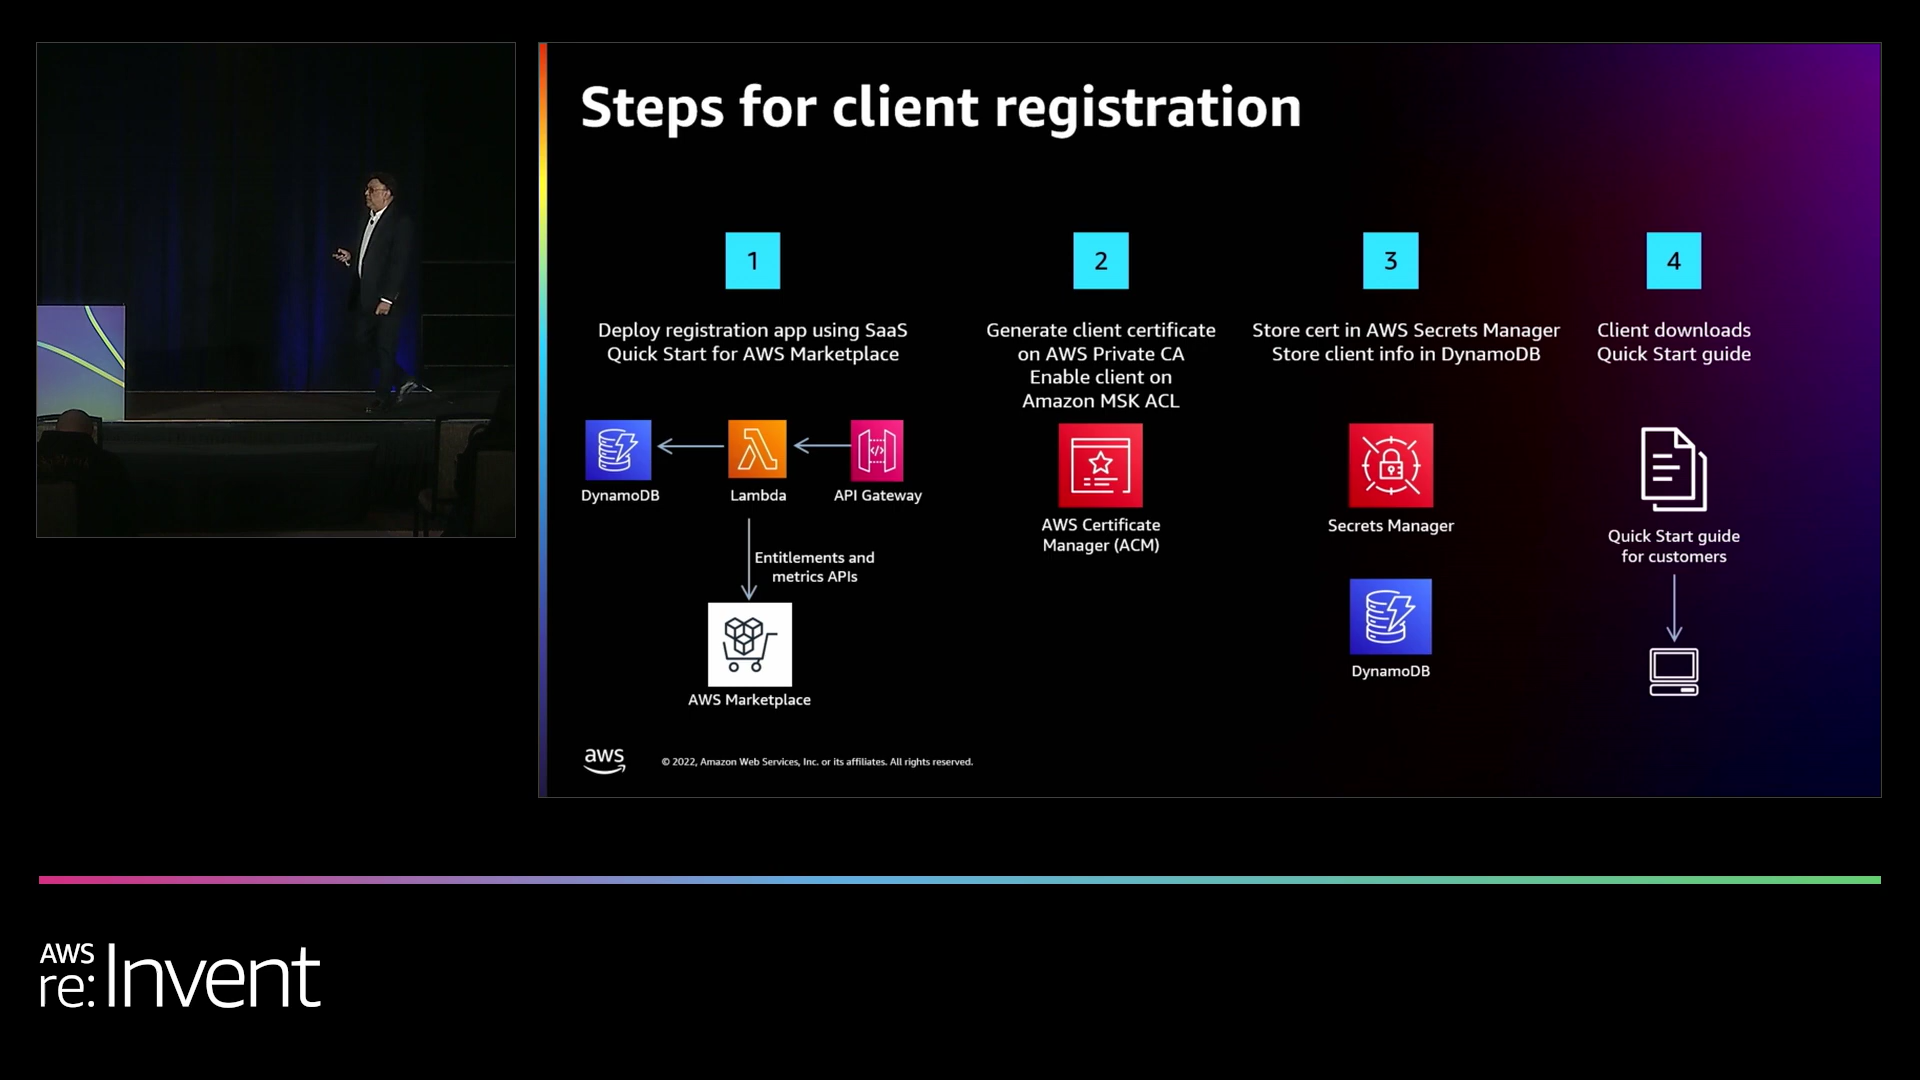 Steps for client registration
1
Deploy registration app using SaaS
Quick Start for AWS Marketplace
DynamoDB
Lambda
API Gateway
Entitlements and
metrics APIs
AWS Marketplace
2
Generate client certificate
on AWS Private CA
Enable client on
Amazon MSK ACL
AWS Certificate
Manager (ACM)
3
Store cert in AWS Secrets Manager
Store client info in DynamoDB
Secrets Manager
DynamoDB
4
Client downloads
Quick Start guide
Quick Start guide
for customers
aws
© 2022, Amazon Web Services, Inc. or its affiliates. All rights reserved.
AWS
re:Invent